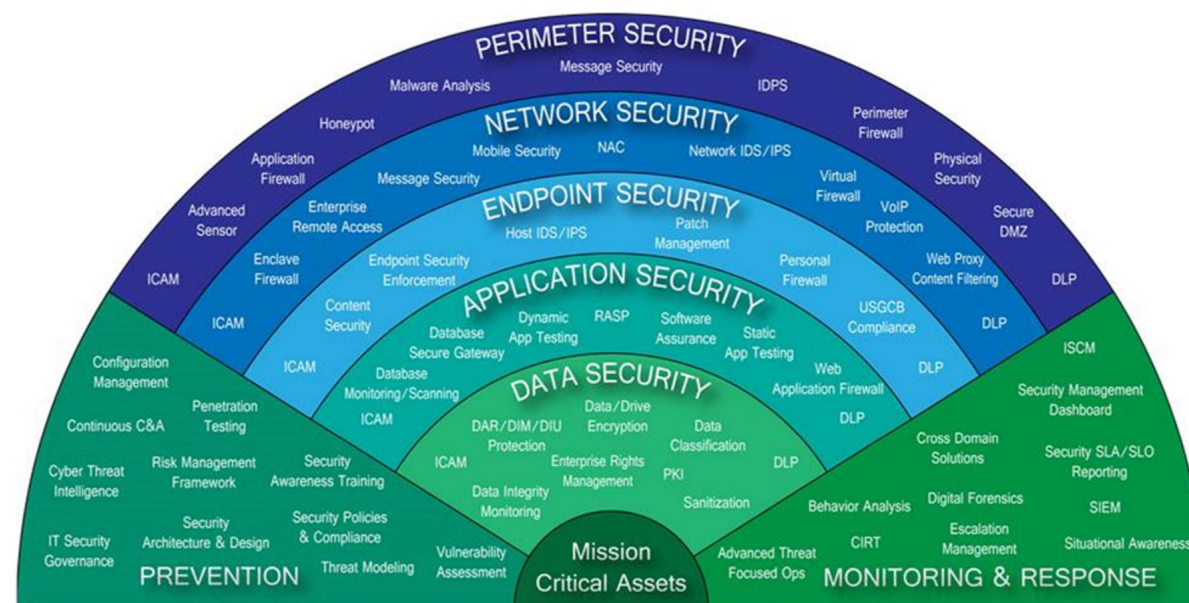 PERIMETER SECURITY
Message Security
Malware Analysis
IDPS
Honeypot
Perimeter
Firewall
Application
Firewall
Physical
Security
Advanced
Sensor
Secure
DMZ
ICAM
DLP
NETWORK SECURITY
Mobile Security
NAC
Network IDS/IPS
Message Security
Virtual
Firewall
Enterprise
Remote Access
VoIP
Protection
Enclave
Firewall
Web Proxy
Content Filtering
ICAM
DLP
ENDPOINT SECURITY
Host IDS/IPS
Patch
Management
Endpoint Security
Enforcement
Personal
Firewall
Content
Security
USGCB
Compliance
ICAM
DLP
APPLICATION SECURITY
Dynamic
App Testing
RASP
Software
Assurance
Database
Secure Gateway
Static
App Testing
Database
Monitoring/Scanning
Web
Application Firewall
ICAM
DLP
DATA SECURITY
Data/Drive
Encryption
DAR/DIM/DIU
Protection
Data
Classification
ICAM
Enterprise Rights
Management
PKI
DLP
Data Integrity
Monitoring
Sanitization
Mission
Critical Assets
Configuration
Management
Penetration
Testing
Continuous C&A
Cyber Threat
Intelligence
Risk Management
Framework
Security
Awareness Training
IT Security
Governance
Security
Architecture & Design
Security Policies
& Compliance
Threat Modeling
Vulnerability
Assessment
PREVENTION
ISCM
Security Management
Dashboard
Cross Domain
Solutions
Security SLA/SLO
Reporting
Behavior Analysis
Digital Forensics
SIEM
CIRT
Escalation
Management
Situational Awareness
Advanced Threat
Focused Ops
MONITORING & RESPONSE